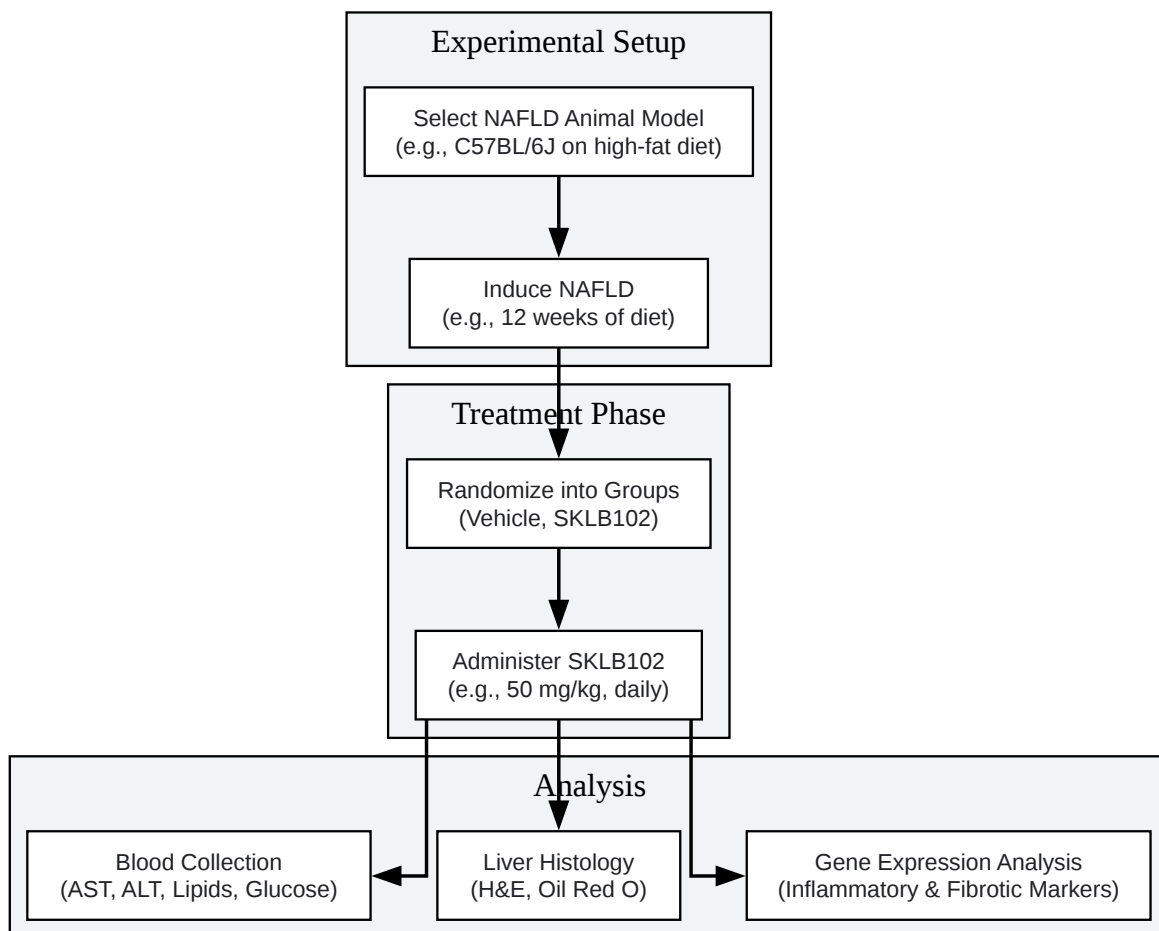 Experimental Setup
Select NAFLD Animal Model
(e.g., C57BL/6J on high-fat diet)
Induce NAFLD
(e.g., 12 weeks of diet)
Treatment Phase
Randomize into Groups
(Vehicle, SKLB102)
Administer SKLB102
(e.g., 50 mg/kg, daily)
Analysis
Blood Collection
(AST, ALT, Lipids, Glucose)
Liver Histology
(H&E, Oil Red O)
Gene Expression Analysis
(Inflammatory & Fibrotic Markers)